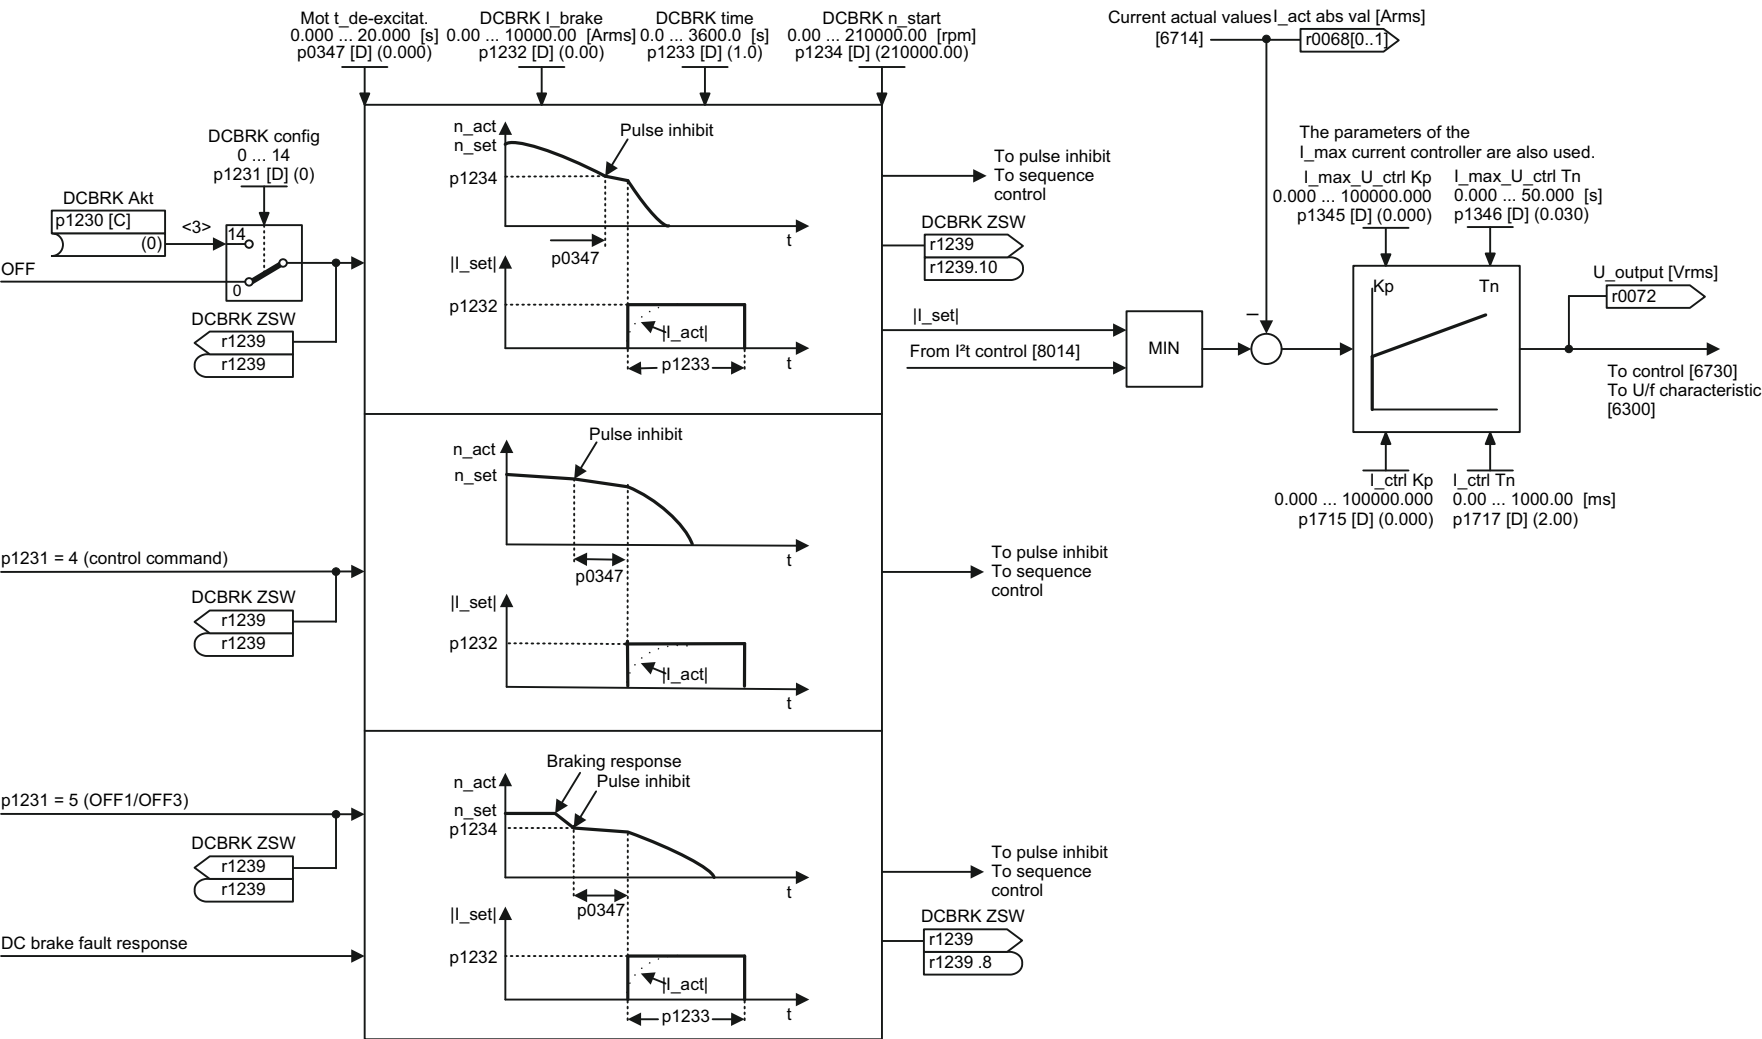 Mot t_de-excitat.
0.000 ... 20.000 [s]
p0347 [D] (0.000)
DCBRK I_brake
0.00 ... 10000.00 [Arms]
p1232 [D] (0.00)
DCBRK time
0.0 ... 3600.0 [s]
p1233 [D] (1.0)
DCBRK n_start
0.00 ... 210000.00 [rpm]
p1234 [D] (210000.00)
Current actual values
[6714]
I_act abs val [Arms]
r0068[0..1]
DCBRK config
0 ... 14
p1231 [D] (0)
DCBRK Akt
p1230 [C]
(0)
<3>
14
0
OFF
DCBRK ZSW
r1239
r1239
n_act
n_set
p1234
Pulse inhibit
t
p0347
|I_set|
p1232
|I_act|
p1233
t
To pulse inhibit
To sequence
control
DCBRK ZSW
r1239
r1239.10
|I_set|
From I²t control [8014]
MIN
–
The parameters of the
I_max current controller are also used.
I_max_U_ctrl Kp
0.000 ... 100000.000
p1345 [D] (0.000)
I_max_U_ctrl Tn
0.000 ... 50.000 [s]
p1346 [D] (0.030)
Kp
Tn
U_output [Vrms]
r0072
To control [6730]
To U/f characteristic
[6300]
I_ctrl Kp
0.000 ... 100000.000
p1715 [D] (0.000)
I_ctrl Tn
0.00 ... 1000.00 [ms]
p1717 [D] (2.00)
p1231 = 4 (control command)
DCBRK ZSW
r1239
r1239
n_act
n_set
Pulse inhibit
t
p0347
|I_set|
p1232
|I_act|
t
To pulse inhibit
To sequence
control
p1231 = 5 (OFF1/OFF3)
DCBRK ZSW
r1239
r1239
DC brake fault response
Braking response
Pulse inhibit
n_act
n_set
p1234
t
p0347
|I_set|
p1232
|I_act|
p1233
t
To pulse inhibit
To sequence
control
DCBRK ZSW
r1239
r1239 .8